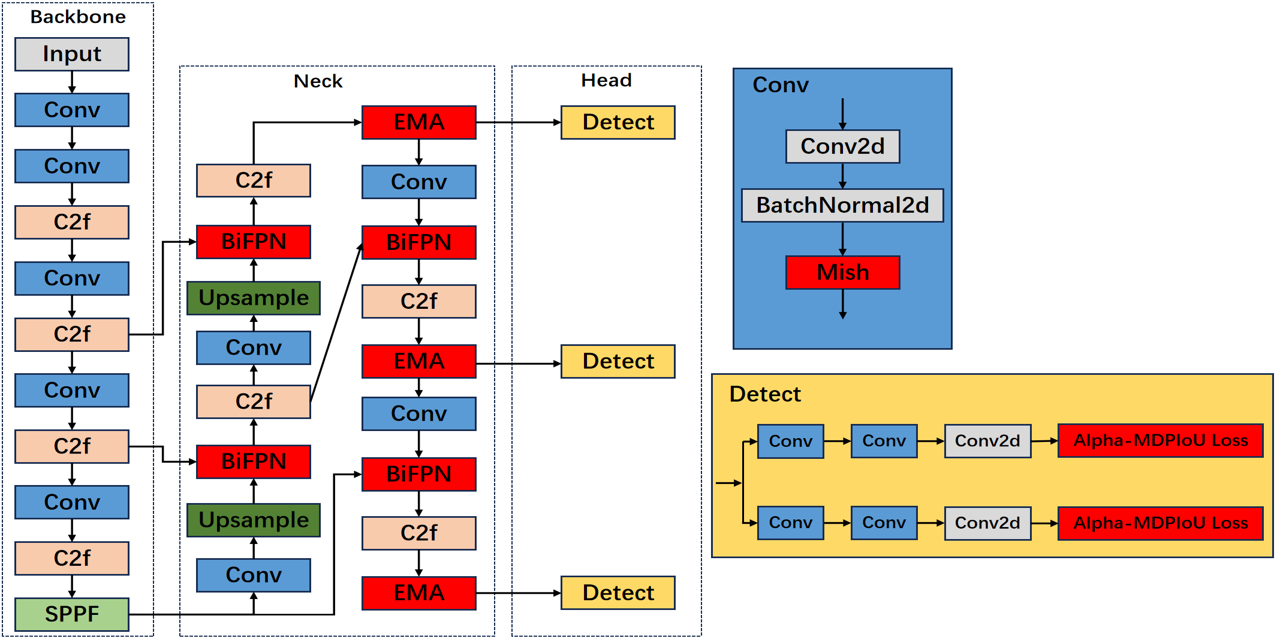 Backbone
Input
Conv
Conv
C2f
Conv
C2f
Conv
C2f
Conv
C2f
SPPF
Neck
C2f
BiFPN
Upsample
Conv
C2f
BiFPN
Upsample
Conv
EMA
Conv
BiFPN
C2f
EMA
Conv
BiFPN
C2f
EMA
Head
Detect
Detect
Detect
Conv
Conv2d
BatchNormal2d
Mish
Detect
Conv Conv Conv2d Alpha-MDPIoU Loss
Conv Conv Conv2d Alpha-MDPIoU Loss